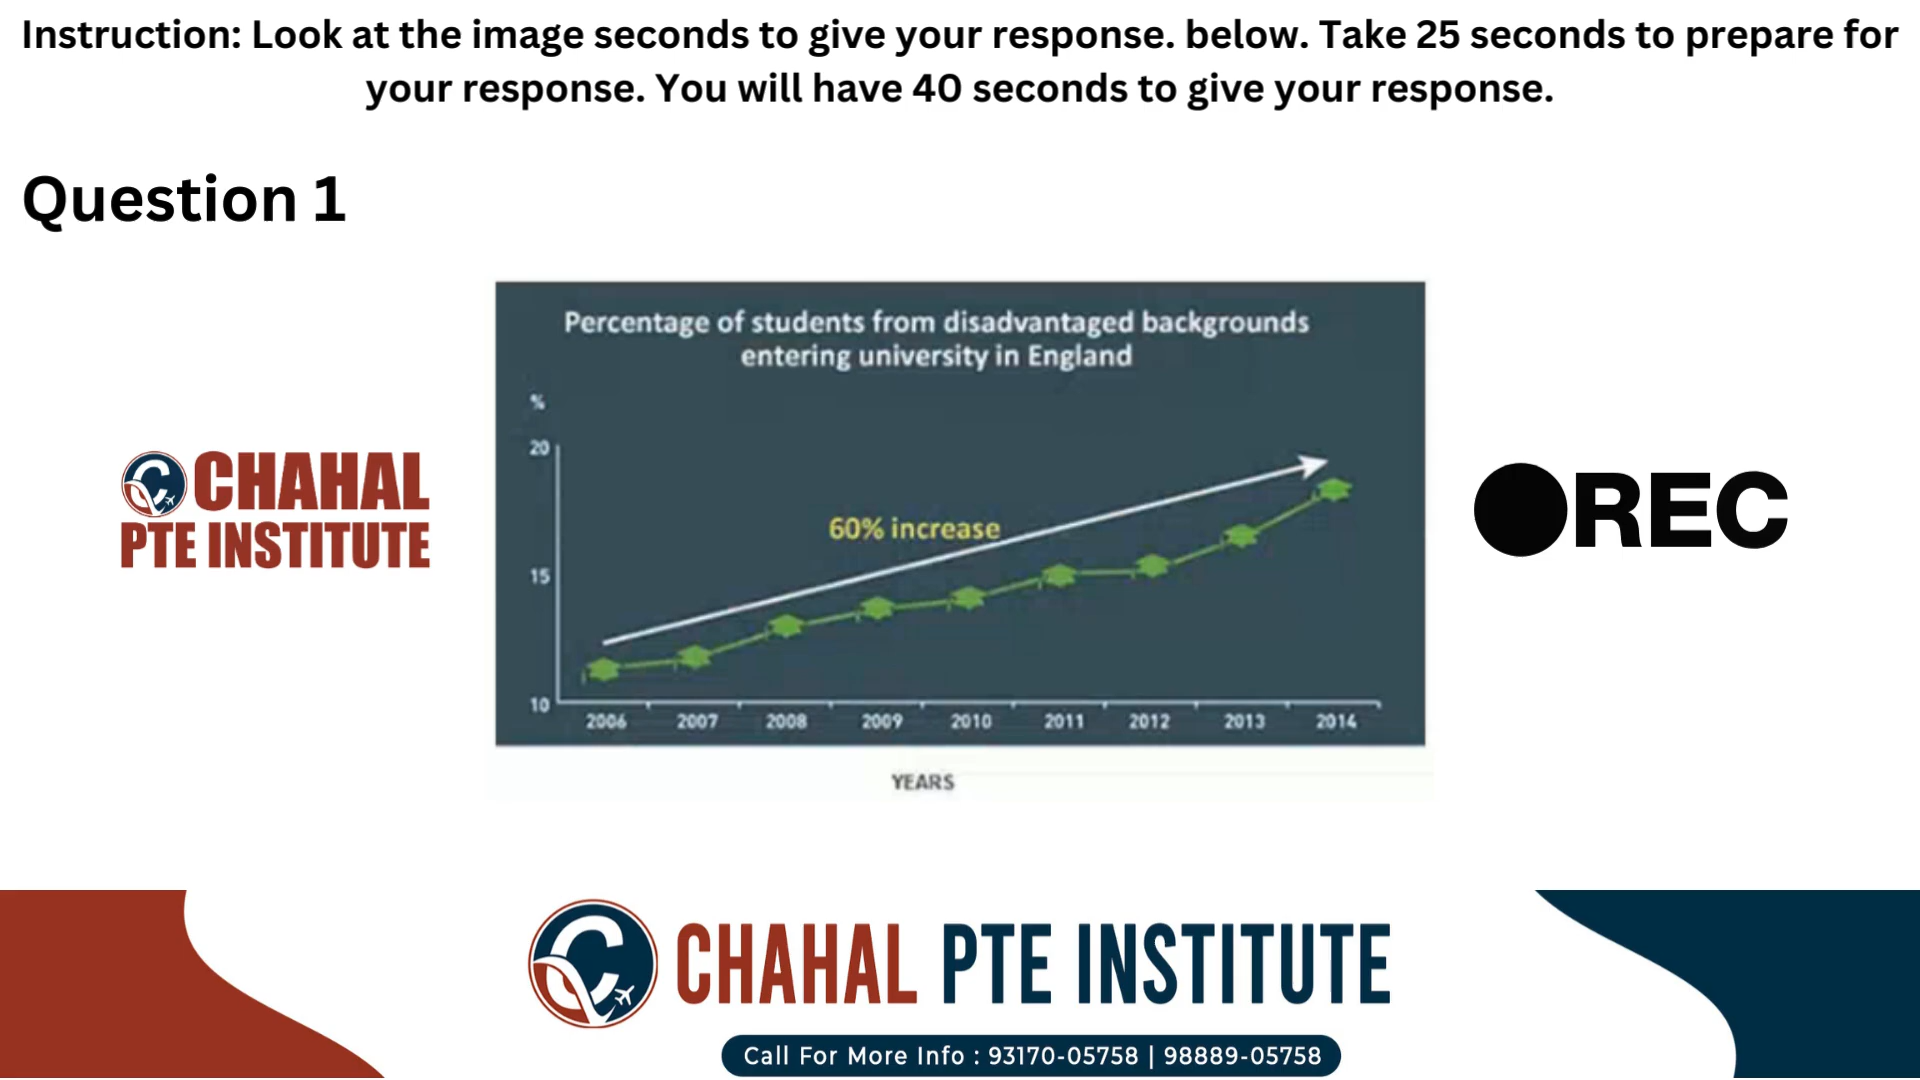 Instruction: Look at the image seconds to give your response. below. Take 25 seconds to prepare for
your response. You will have 40 seconds to give your response.
Question 1
Percentage of students from disadvantaged backgrounds
entering university in England
%
20
15
10
60% increase
2006 2007 2008 2009 2010 2011 2012 2013 2014
YEARS
CHAHAL
PTE INSTITUTE
REC
CHAHAL PTE INSTITUTE
Call For More Info : 93170-05758 | 98889-05758